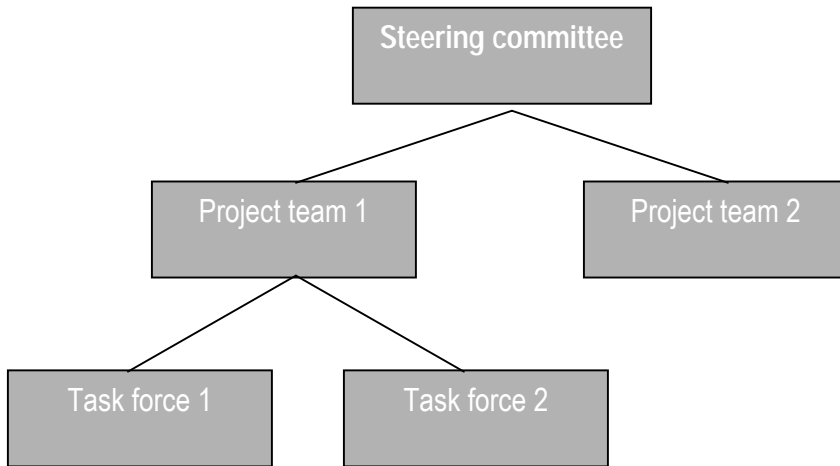 Steering committee
Project team 1
Project team 2
Task force 1
Task force 2